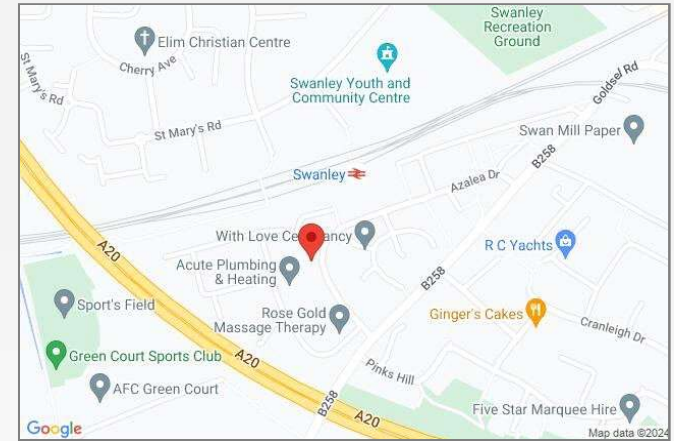 Swanley
Recreation
Ground
Elim Christian Centre
Cherry Ave
St Mary's Rd
Swanley Youth and
Community Centre
Goldsel Rd
St Mary's Rd
Swan Mill Paper
B258
Swanley
Azalea Dr
A20
With Love Ce
ancy
R C Yachts
Acute Plumbing
& Heating
B258
Sport's Field
Rose Gold
Massage Therapy
Ginger's Cakes
Cranleigh Dr
Green Court Sports Club
A20
Pinks Hill
AFC Green Court
B258
A20
Five Star Marquee Hire
Google
Map data ©2024